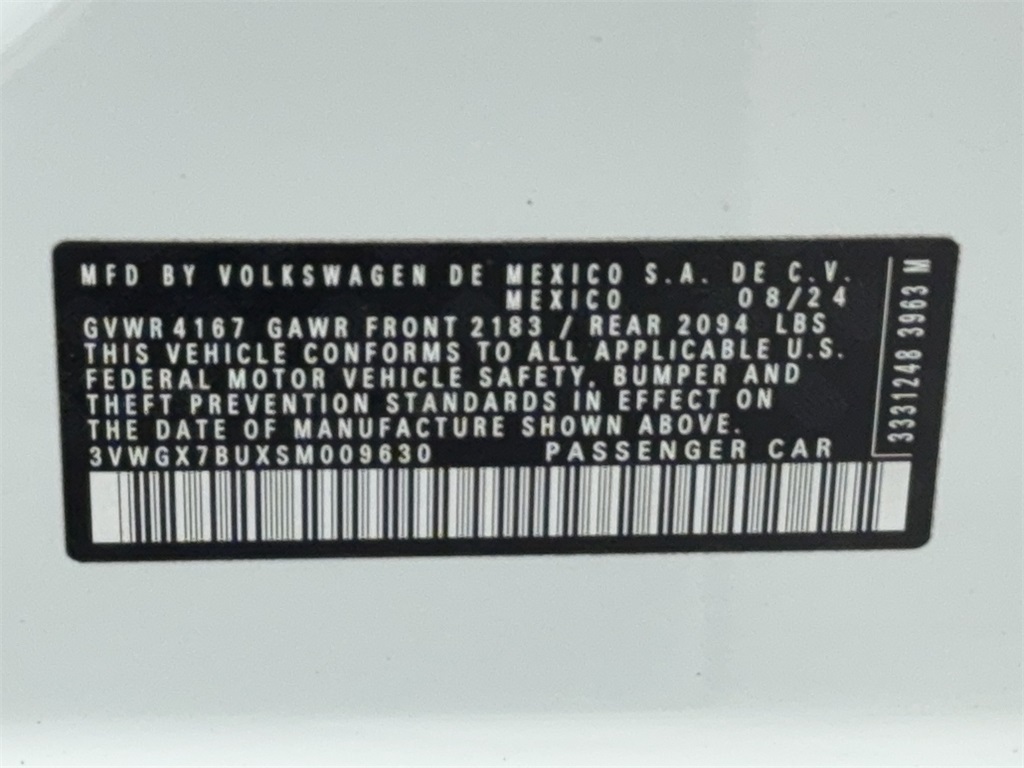 MFD BY VOLKSWAGEN DE MEXICO S.A. DE C.V.
MEXICO 08/24
GVWR 4167 GAWR FRONT 2183 / REAR 2094 LBS
THIS VEHICLE CONFORMS TO ALL APPLICABLE U.S.
FEDERAL MOTOR VEHICLE SAFETY, BUMPER AND
THEFT PREVENTION STANDARDS IN EFFECT ON
THE DATE OF MANUFACTURE SHOWN ABOVE.
3VWGX7BUXSM009630 PASSENGER CAR
3331248 3963 M